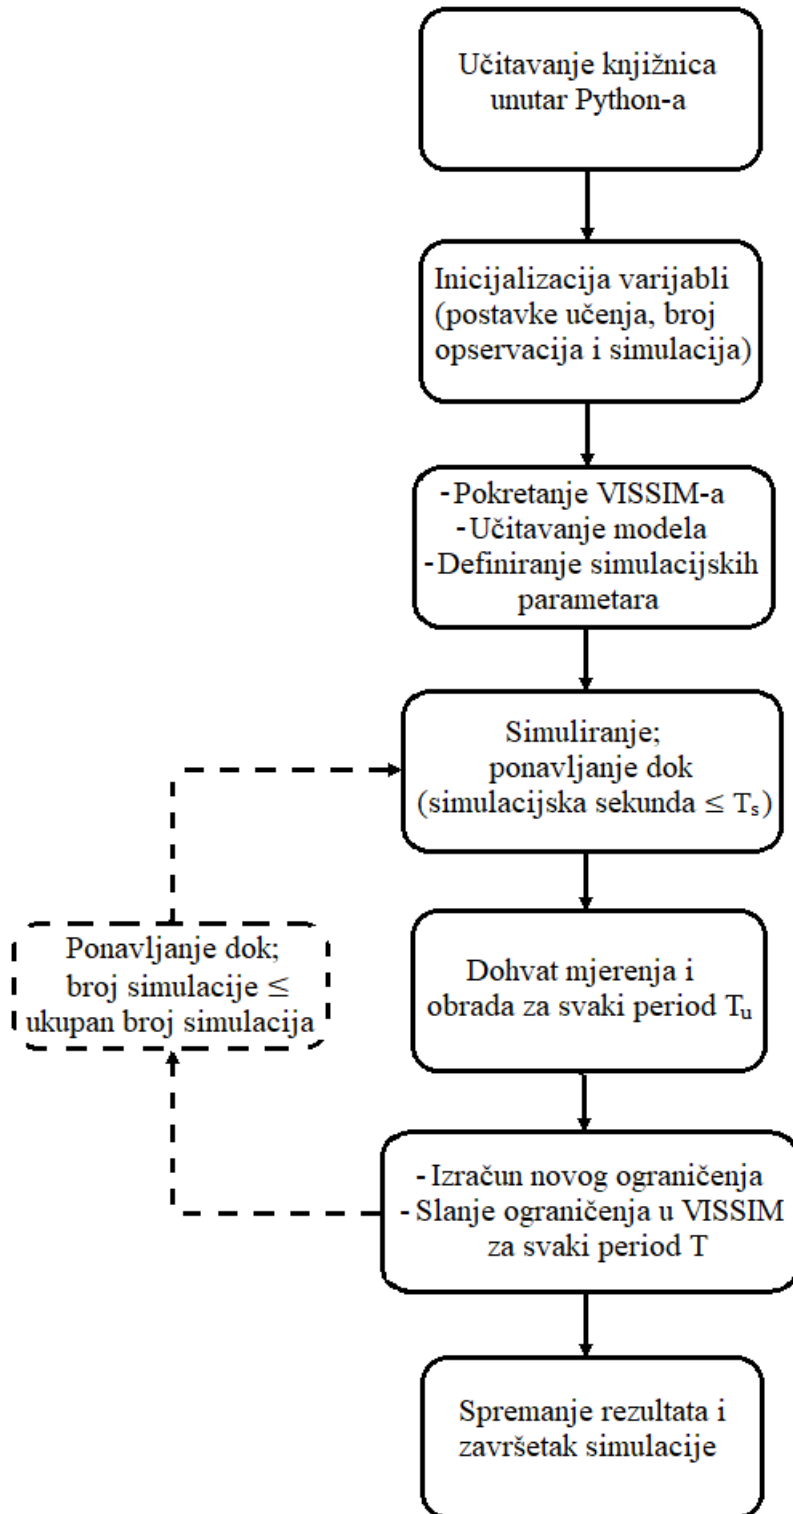 Učitavanje knjižnica
unutar Python-a
Inicijalizacija varijabli
(postavke učenja, broj
opservacija i simulacija)
-Pokretanje VISSIM-a
-Učitavanje modela
-Definiranje simulacijskih
parametara
Simuliranje;
ponavljanje dok
(simulacijska sekunda ≤ Tₛ)
Ponavljanje dok;
broj simulacije ≤
ukupan broj simulacija
Dohvat mjerenja i
obrada za svaki period Tᵤ
-Izračun novog ograničenja
-Slanje ograničenja u VISSIM
za svaki period T
Spremanje rezultata i
završetak simulacije